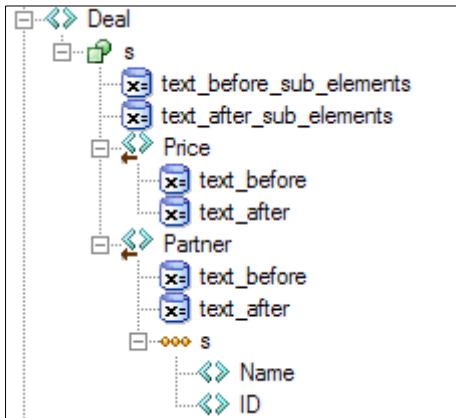 Deal
s
text_before_sub_elements
text_after_sub_elements
Price
text_before
text_after
Partner
text_before
text_after
s
Name
ID